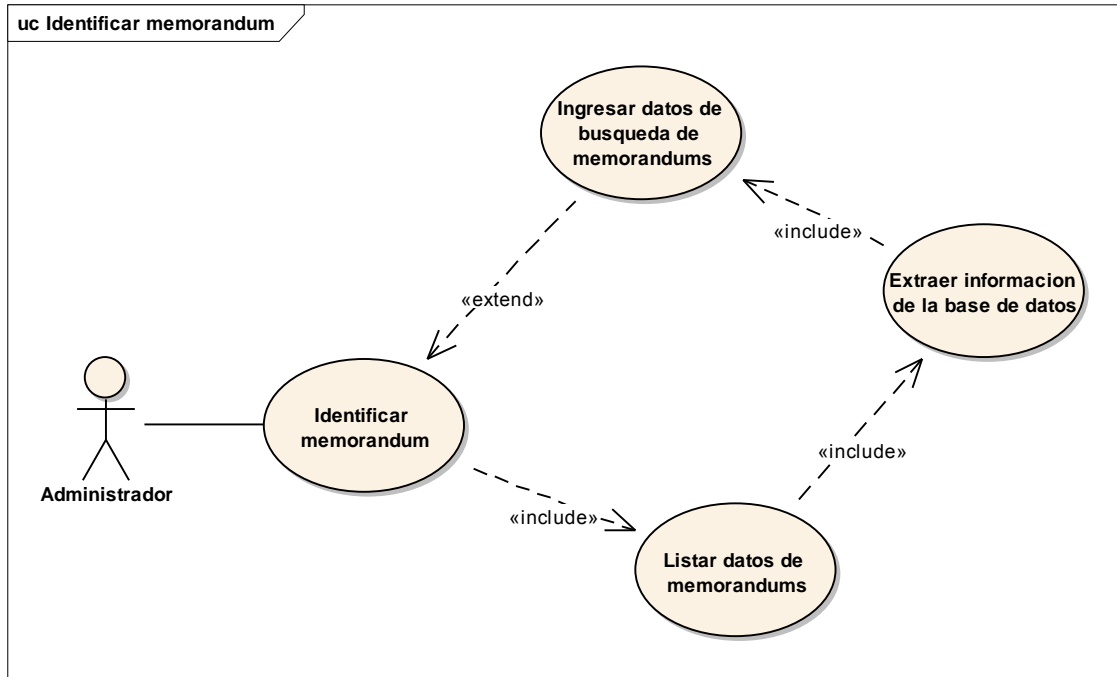 uc Identificar memorandum
Ingresar datos de
busqueda de
memorandums
«include»
Extraer informacion
de la base de datos
«extend»
Identificar
memorandum
Administrador
«include»
«include»
Listar datos de
memorandums